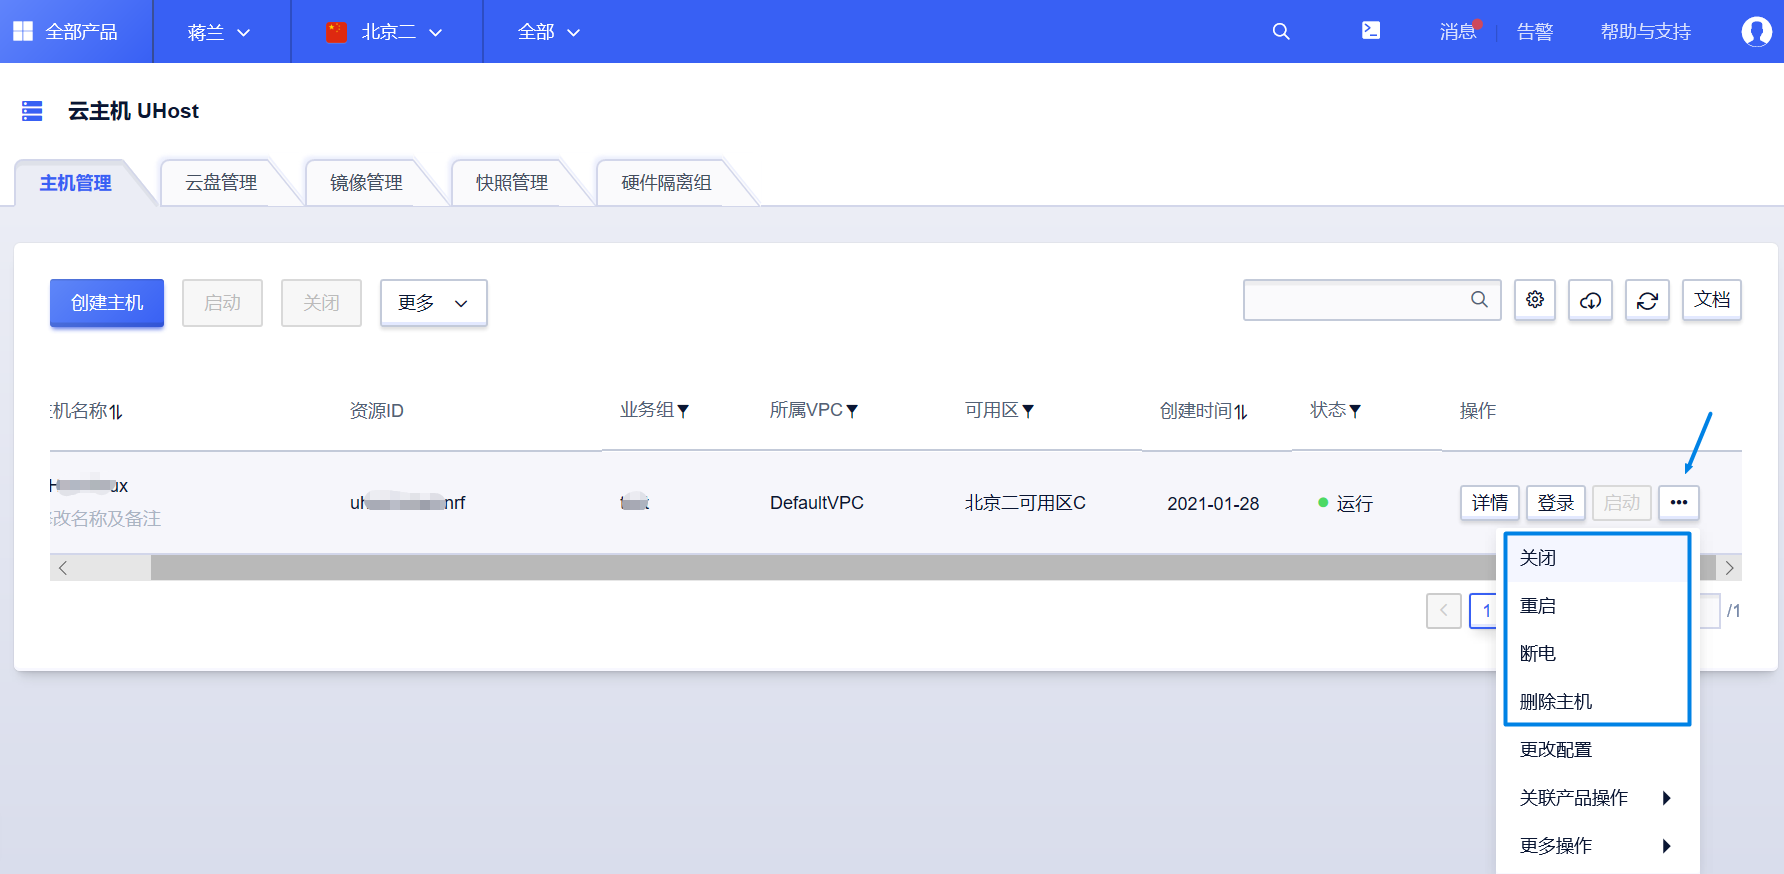 全部产品 蒋兰 北京二 全部 消息 告警 帮助与支持
云主机 UHost
主机管理 云盘管理 镜像管理 快照管理 硬件隔离组
创建主机 启动 关闭 更多 文档
机名称 资源ID 业务组 所属VPC 可用区 创建时间 状态 操作
ux
改名称及备注
nrf DefaultVPC 北京二可用区C 2021-01-28 运行 详情 登录 启动 •••
关闭
1 /1
重启
断电
删除主机
更改配置
关联产品操作
更多操作